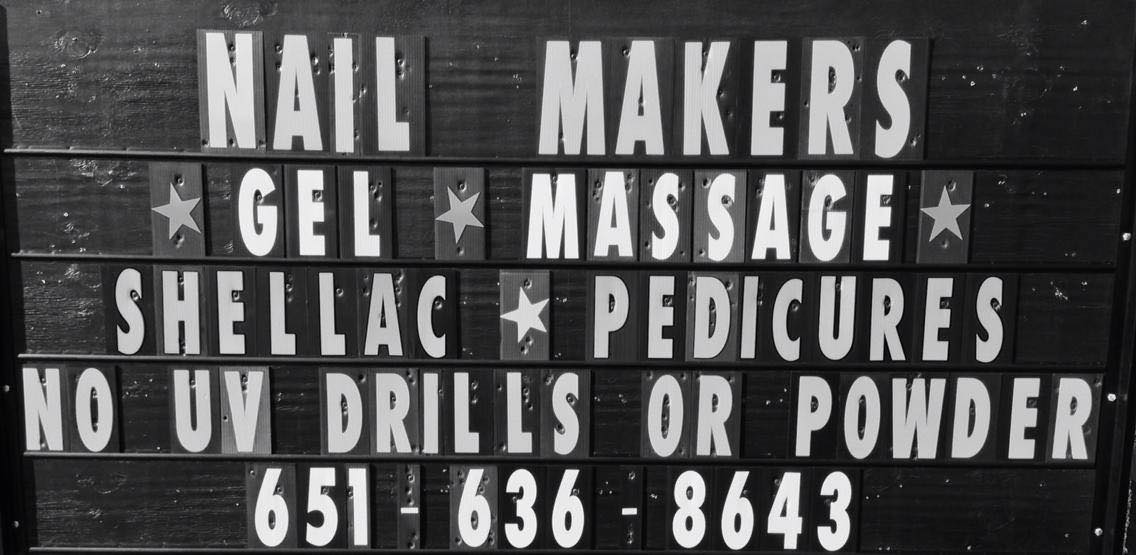 NAIL MAKERS
★ GEL ★ MASSAGE ★
SHELLAC ★ PEDICURES
NO UV DRILLS OR POWDER
651-636-8643